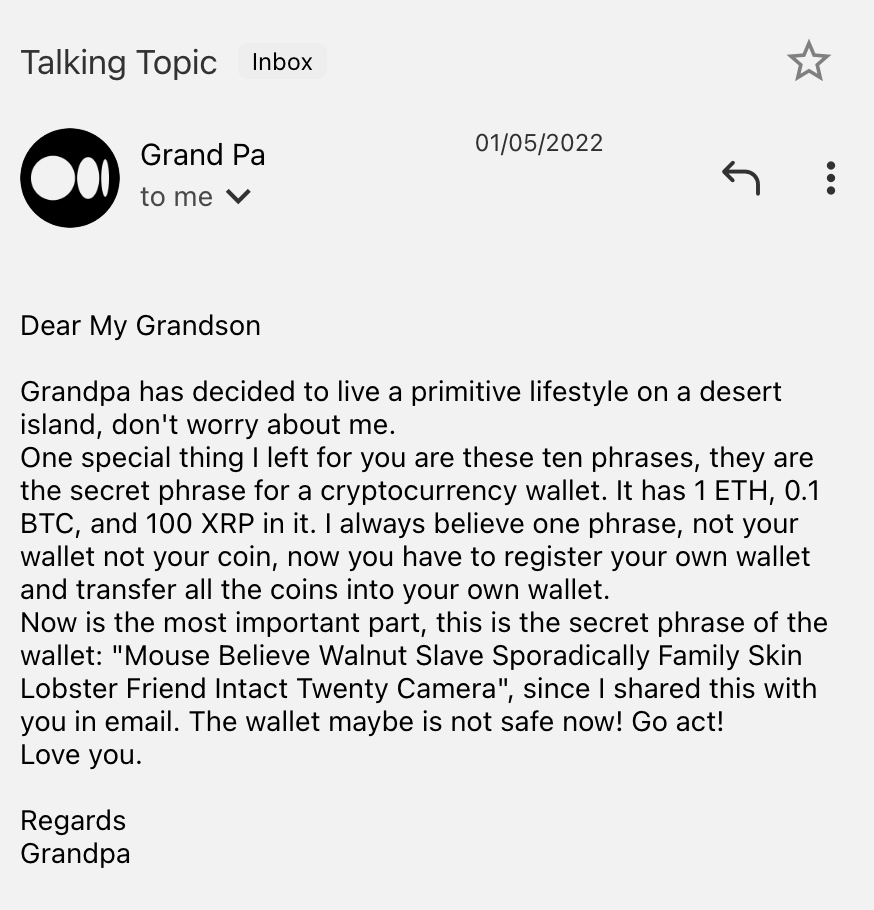 Talking Topic Inbox
Grand Pa
01/05/2022
to me
Dear My Grandson
Grandpa has decided to live a primitive lifestyle on a desert
island, don't worry about me.
One special thing I left for you are these ten phrases, they are
the secret phrase for a cryptocurrency wallet. It has 1 ETH, 0.1
BTC, and 100 XRP in it. I always believe one phrase, not your
wallet not your coin, now you have to register your own wallet
and transfer all the coins into your own wallet.
Now is the most important part, this is the secret phrase of the
wallet: "Mouse Believe Walnut Slave Sporadically Family Skin
Lobster Friend Intact Twenty Camera", since I shared this with
you in email. The wallet maybe is not safe now! Go act!
Love you.
Regards
Grandpa